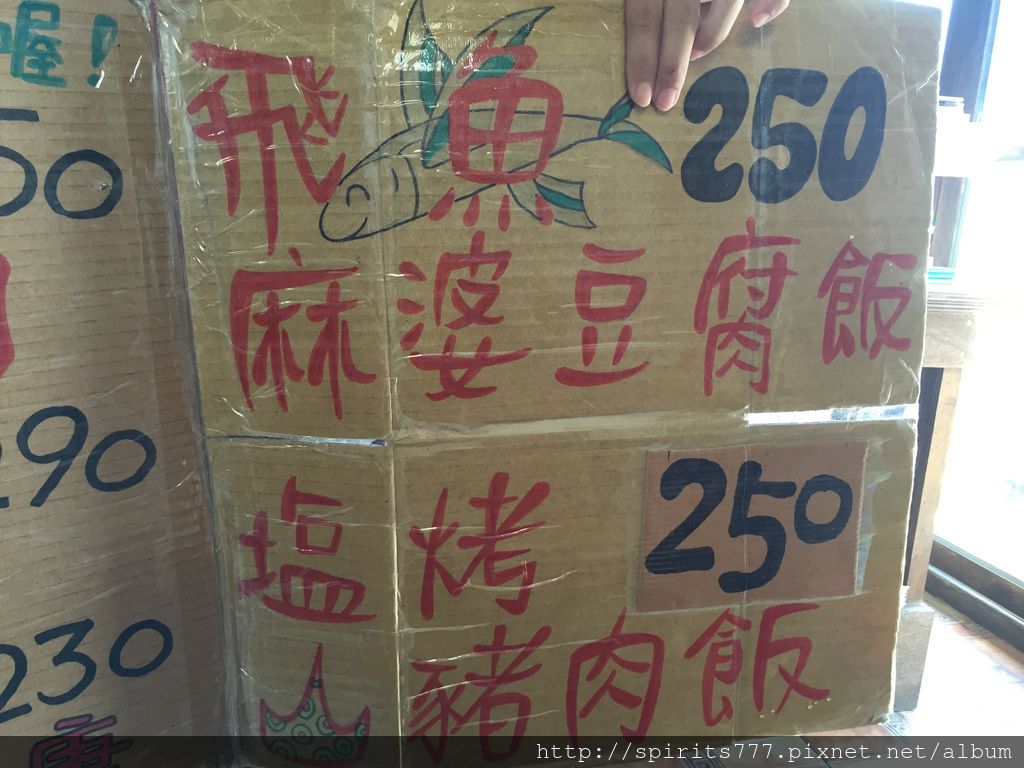 喔!
飛魚 250
麻婆豆腐飯
290
塩烤 250
230
豬肉飯
http://spirits777.pixnet.net/album